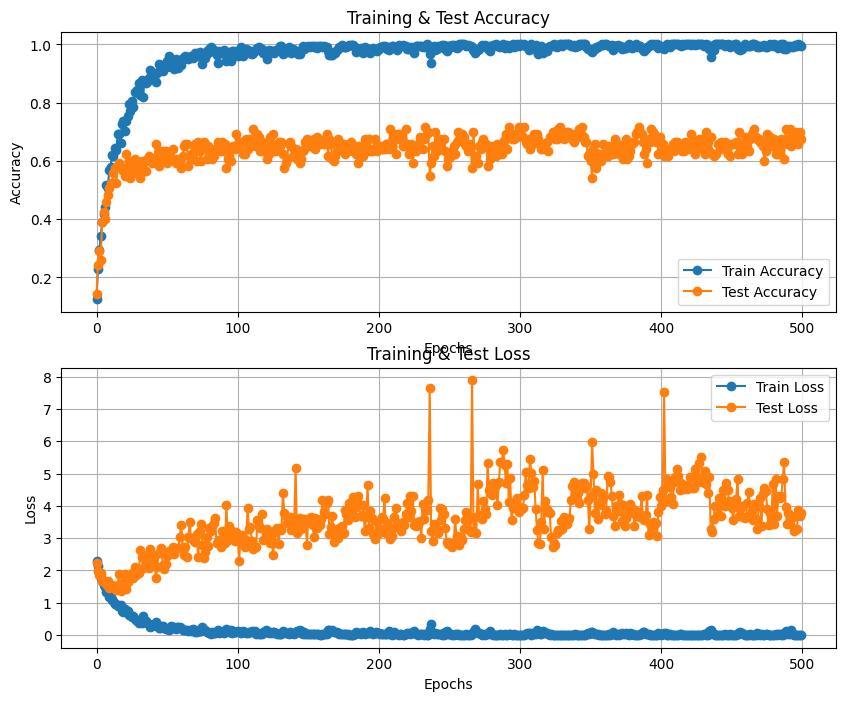 Training & Test Accuracy
1.0
0.8
0.6
0.4
0.2
Accuracy
Train Accuracy
Test Accuracy
0 100 200 300 400 500
Epochs
Training & Test Loss
8
7
6
5
4
3
2
1
0
Loss
Train Loss
Test Loss
0 100 200 300 400 500
Epochs